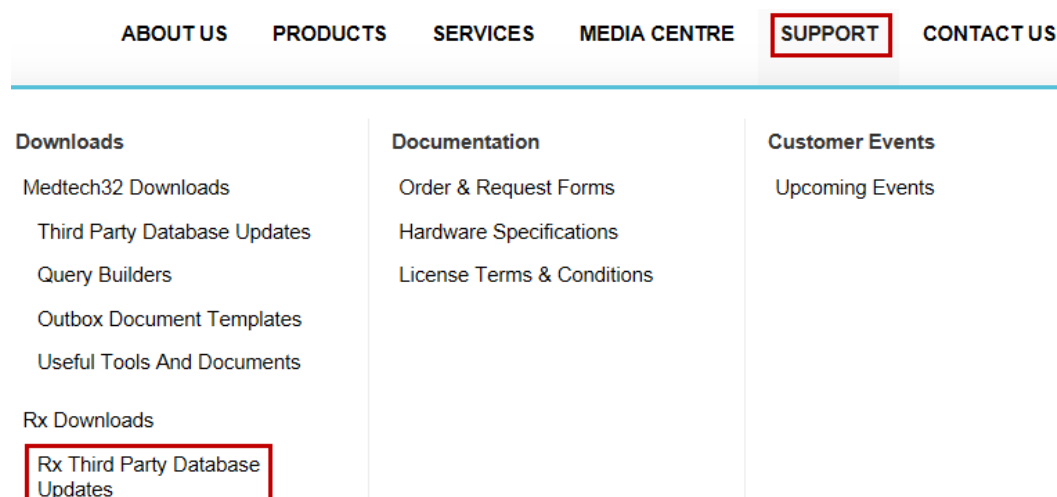 ABOUT US PRODUCTS SERVICES MEDIA CENTRE SUPPORT CONTACT US
Downloads
Medtech32 Downloads
Third Party Database Updates
Query Builders
Outbox Document Templates
Useful Tools And Documents
Rx Downloads
Rx Third Party Database
Updates
Documentation
Order & Request Forms
Hardware Specifications
License Terms & Conditions
Customer Events
Upcoming Events